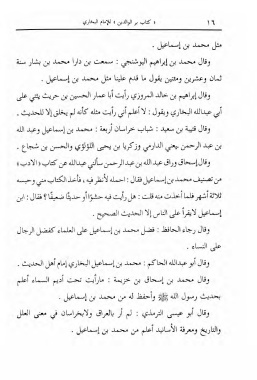 ١٦ « كتاب بر الوالدين » للإمام البخاري
مثل محمد بن إسماعيل .
وقال محمد بن إبراهيم البوشنجي : سمعت بن دارا محمد بن بشار سنة
ثمان وعشرين ومئتين يقول ما قدم علينا مثل محمد بن إسماعيل .
وقال إبراهيم بن خالد المروزي رأيت أبا عمار الحسين بن حريث يثني على
أبي عبدالله البخاري ويقول : لا أعلم أني رأيت مثله كأنه لم يخلق إلا للحديث .
وقال قتيبة بن سعيد : شباب خراسان أربعة : محمد بن إسماعيل وعبد الله
بن عبد الرحمن يعني الدارمي وزكريا بن يحيى اللؤلؤي والحسن بن شجاع .
وقال إسحاق وراق عبدالله بن عبدالرحمن سألني عبدالله عن كتاب «الادب»
من تصنيف محمد بن إسماعيل فقال : احمله لأنظر فيه ، فأخذ الكتاب مني وحبسه
ثلاثة أشهر فلما أخذت منه قلت : هل رأيت فيه حشوًا أو حديثًا ضعيفًا؟ فقال : ابن
إسماعيل لا يقرأ على الناس إلا الحديث الصحيح .
وقال رجاء الحافظ : فضل محمد بن إسماعيل على العلماء كفضل الرجال
على النساء .
وقال أبو عبدالله الحاكم : محمد بن إسماعيل البخاري إمام أهل الحديث .
وقال محمد بن إسحاق بن خزيمة : مارأيت تحت أديم السماء أعلم
بحديث رسول الله ﷺ وأحفظ له من محمد بن إسماعيل .
وقال أبو عيسى الترمذي : لم أر بالعراق ولابخراسان في معنى العلل
والتاريخ ومعرفة الأسانيد أعلم من محمد بن إسماعيل .